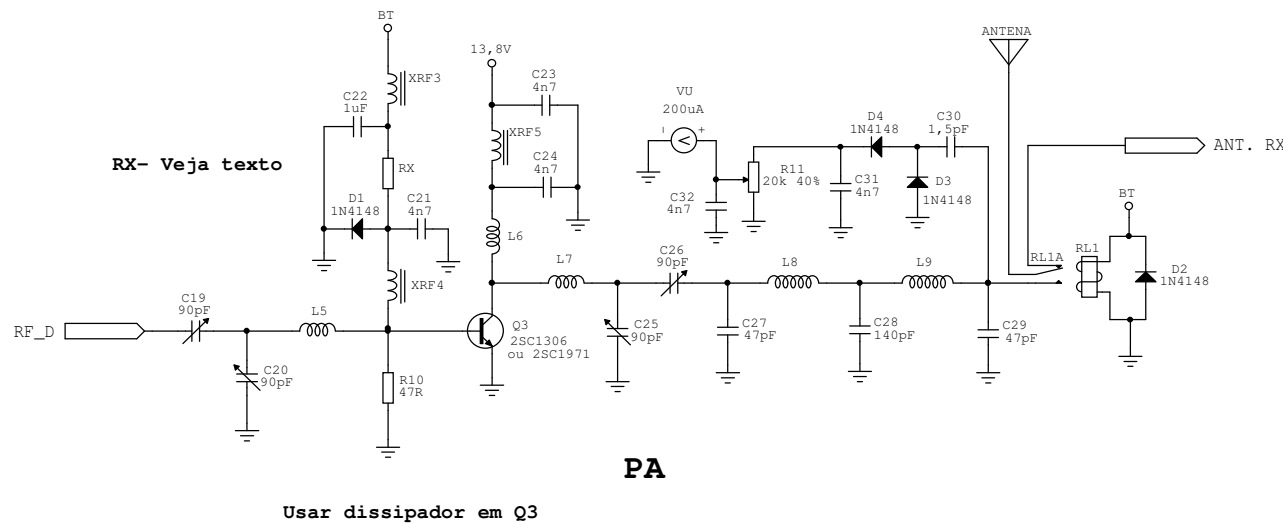 BT
13,8V
ANTENA
XRF3
C23
4n7
C22
1uF
VU
200uA
D4
1N4148
C30
1,5pF
XRF5
ANT. RX
RX- Veja texto
C24
4n7
RX
R11
20k 40%
C31
4n7
D3
1N4148
BT
D1
1N4148
C21
4n7
C32
4n7
L6
RL1
RL1A
L7
C26
90pF
L8
L9
D2
1N4148
XRF4
C19
90pF
L5
RF_D
Q3
2SC1306
ou 2SC1971
C25
90pF
C27
47pF
C28
140pF
C29
47pF
C20
90pF
R10
47R
PA
Usar dissipador em Q3